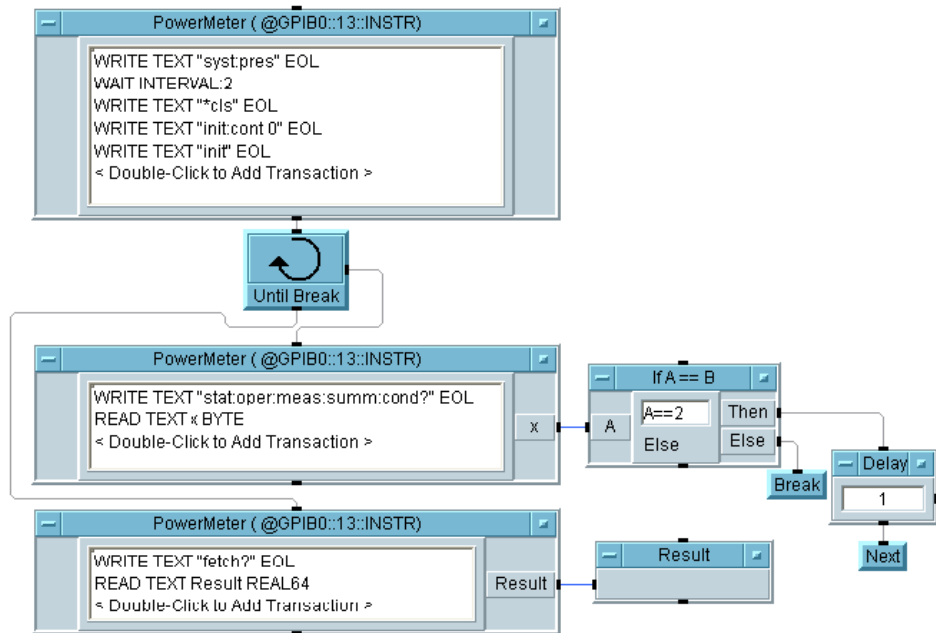 PowerMeter ( @GPIB0::13::INSTR)
WRITE TEXT "syst:pres" EOL
WAIT INTERVAL:2
WRITE TEXT "*cls" EOL
WRITE TEXT "init:cont 0" EOL
WRITE TEXT "init" EOL
< Double-Click to Add Transaction >
Until Break
PowerMeter ( @GPIB0::13::INSTR)
WRITE TEXT "stat:oper:meas:summ:cond?" EOL
READ TEXT x BYTE
< Double-Click to Add Transaction >
x
If A == B
A
A==2
Else
Then
Else
Break
Delay
1
Next
PowerMeter ( @GPIB0::13::INSTR)
WRITE TEXT "fetch?" EOL
READ TEXT Result REAL64
< Double-Click to Add Transaction >
Result
Result